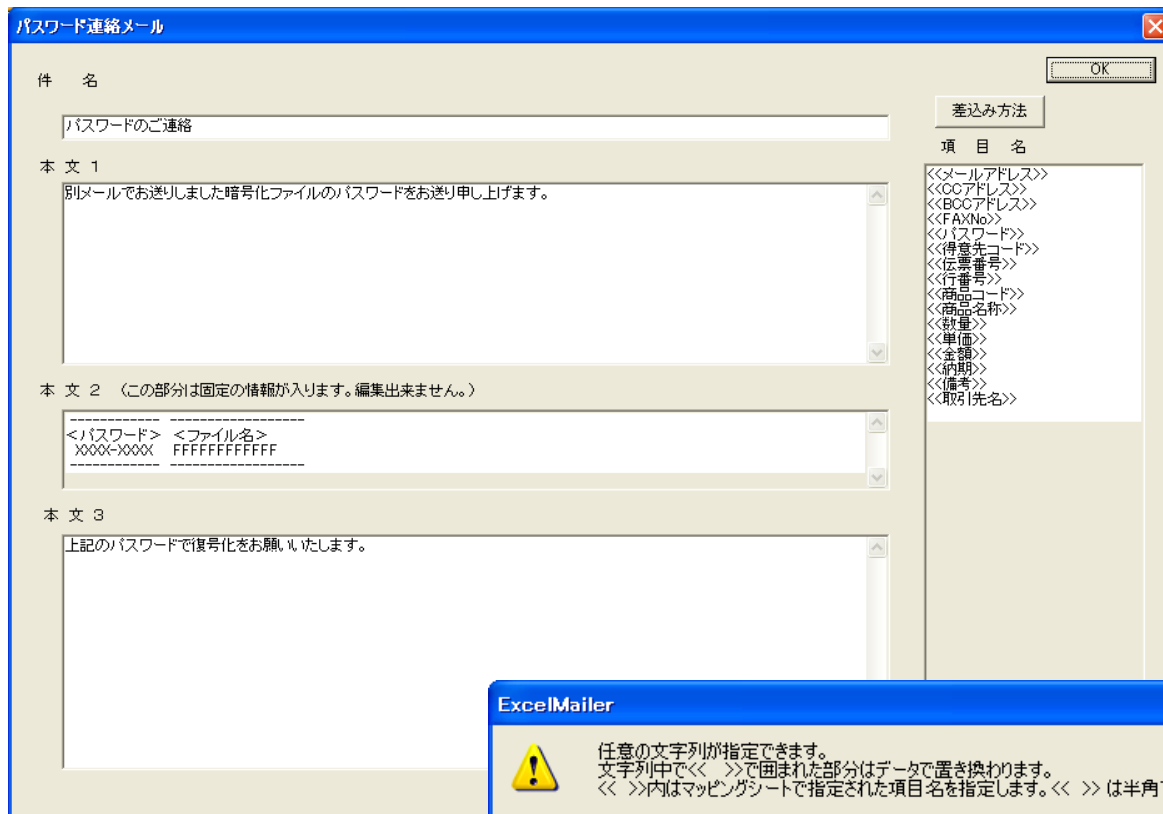 パスワード連絡メール
OK
件　　名
差込み方法
パスワードのご連絡
項　目　名
本 文 １
別メールでお送りしました暗号化ファイルのパスワードをお送り申し上げます。
<<メールアドレス>>
<<CCアドレス>>
<<BCCアドレス>>
<<FAXNo>>
<<パスワード>>
<<得意先コード>>
<<伝票番号>>
<<行番号>>
<<商品コード>>
<<商品名称>>
<<数量>>
<<単価>>
<<金額>>
<<納期>>
<<備考>>
<<取引先名>>
本 文 ２　（この部分は固定の情報が入ります。編集出来ません。）
------------ ------------------
<パスワード>　<ファイル名>
XXXX-XXXX　FFFFFFFFFFFF
------------ ------------------
本 文 ３
上記のパスワードで復号化をお願いいたします。
ExcelMailer
任意の文字列が指定できます。
文字列中で<<　>>で囲まれた部分はデータで置き換わります。
<<　>>内はマッピングシートで指定された項目名を指定します。<<　>> は半角